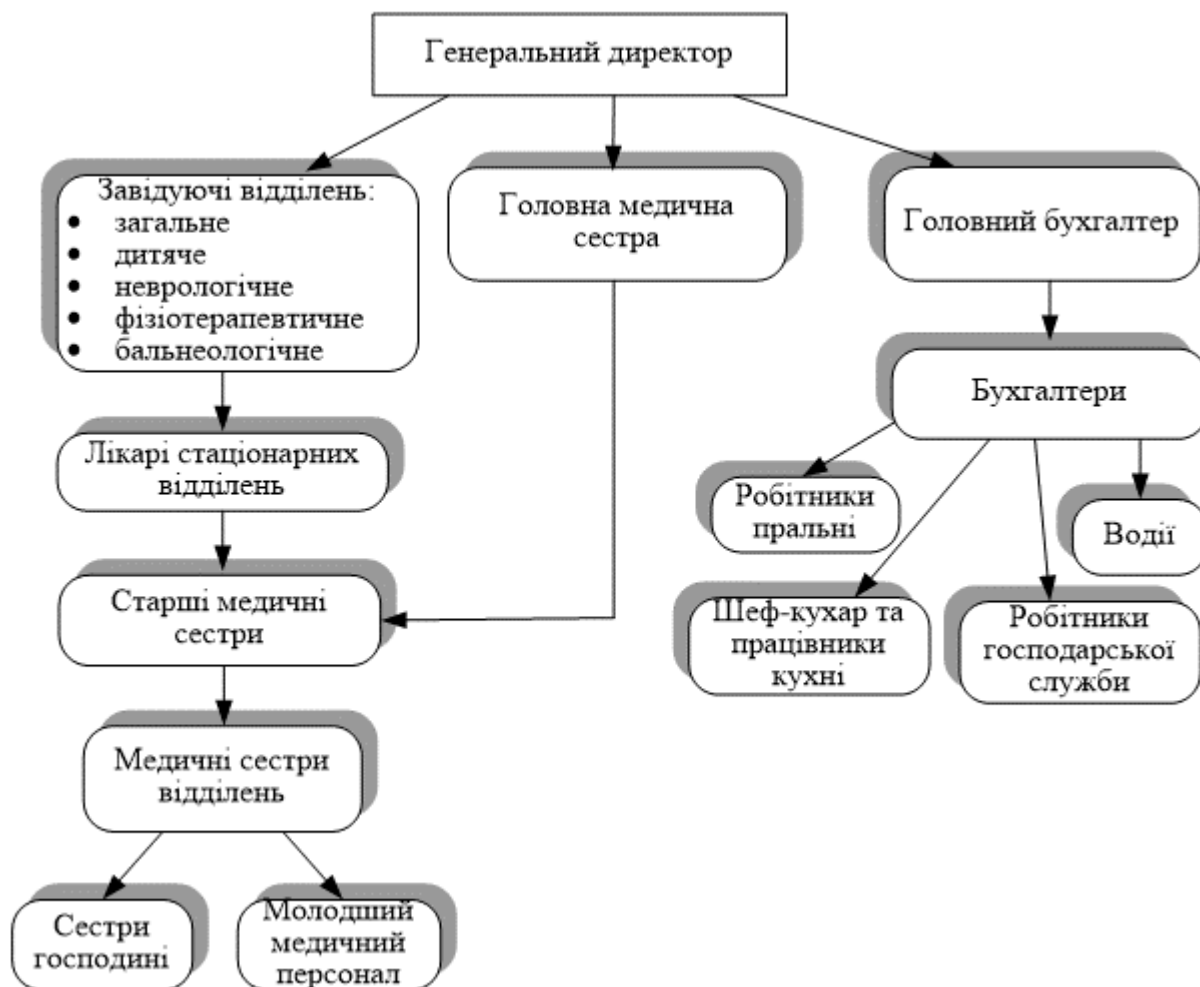 Генеральний директор
Завідуючі відділень:
• загальне
• дитяче
• неврологічне
• фізіотерапевтичне
• бальнеологічне
Головна медична
сестра
Головний бухгалтер
Бухгалтери
Лікарі стаціонарних
відділень
Робітники
пральні
Водії
Старші медичні
сестри
Шеф-кухар та
працівники
кухні
Робітники
господарської
служби
Медичні сестри
відділень
Сестри
господині
Молодший
медичний
персонал